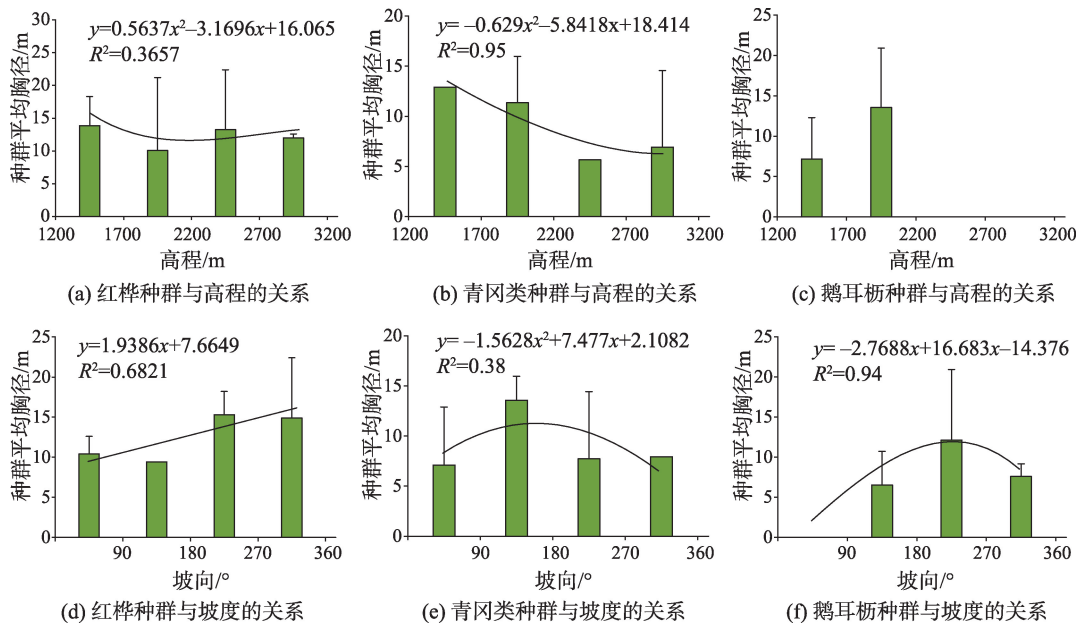 种群平均胸径/m
30
25
20
15
10
5
0
y=0.5637x²–3.1696x+16.065
R²=0.3657
1200 1700 2200 2700 3200
高程/m
(a) 红桦种群与高程的关系
种群平均胸径/m
20
15
10
5
0
y= –0.629x²–5.8418x+18.414
R²=0.95
1200 1700 2200 2700 3200
高程/m
(b) 青冈类种群与高程的关系
种群平均胸径/m
25
20
15
10
5
0
1200 1700 2200 2700 3200
高程/m
(c) 鹅耳枥种群与高程的关系
种群平均胸径/m
25
20
15
10
5
0
y=1.9386x+7.6649
R²=0.6821
90 180 270 360
坡向/°
(d) 红桦种群与坡度的关系
种群平均胸径/m
20
15
10
5
0
y= –1.5628x²+7.477x+2.1082
R²=0.38
90 180 270 360
坡向/°
(e) 青冈类种群与坡度的关系
种群平均胸径/m
25
20
15
10
5
0
y= –2.7688x+16.683x–14.376
R²=0.94
90 180 270 360
坡向/°
(f) 鹅耳枥种群与坡度的关系